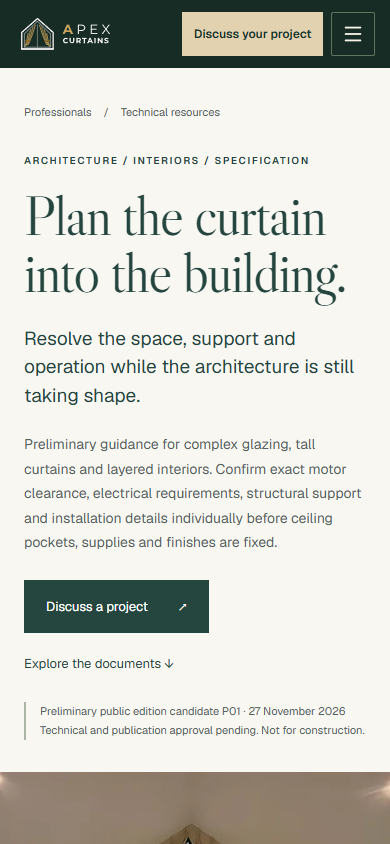 APEX
CURTAINS
Discuss your project
Professionals / Technical resources
ARCHITECTURE / INTERIORS / SPECIFICATION
Plan the curtain
into the building.
Resolve the space, support and
operation while the architecture is still
taking shape.
Preliminary guidance for complex glazing, tall
curtains and layered interiors. Confirm exact motor
clearance, electrical requirements, structural support
and installation details individually before ceiling
pockets, supplies and finishes are fixed.
Discuss a project ↗
Explore the documents ↓
Preliminary public edition candidate P01 · 27 November 2026
Technical and publication approval pending. Not for construction.